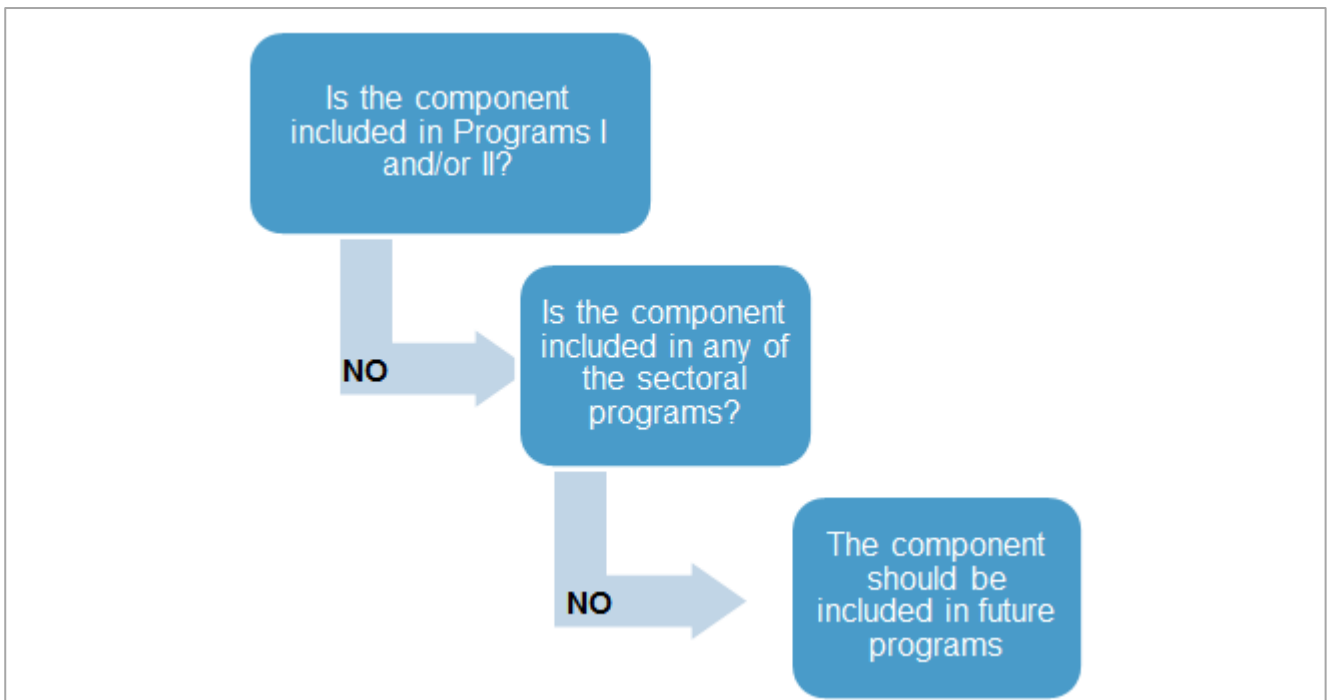 Is the component
included in Programs I
and/or II?
NO
Is the component
included in any of
the sectoral
programs?
NO
The component
should be
included in future
programs